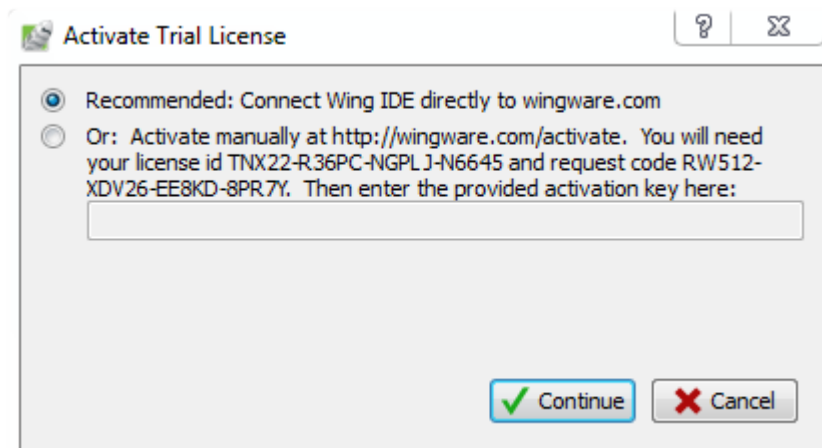 Activate Trial License
Recommended: Connect Wing IDE directly to wingware.com
Or: Activate manually at http://wingware.com/activate. You will need
your license id TNX22-R36PC-NGPLJ-N6645 and request code RW512-
XDV26-EE8KD-8PR7Y. Then enter the provided activation key here:
Continue Cancel